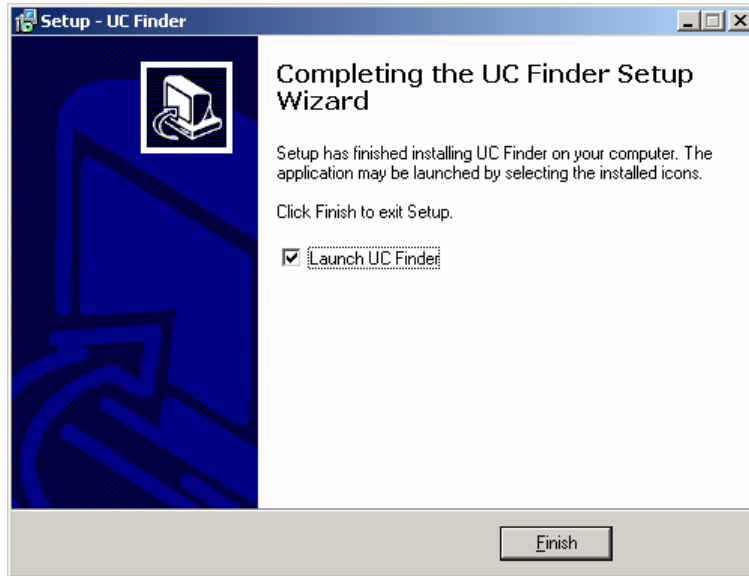 Setup - UC Finder
Completing the UC Finder Setup
Wizard
Setup has finished installing UC Finder on your computer. The
application may be launched by selecting the installed icons.
Click Finish to exit Setup.
Launch UC Finder
Finish